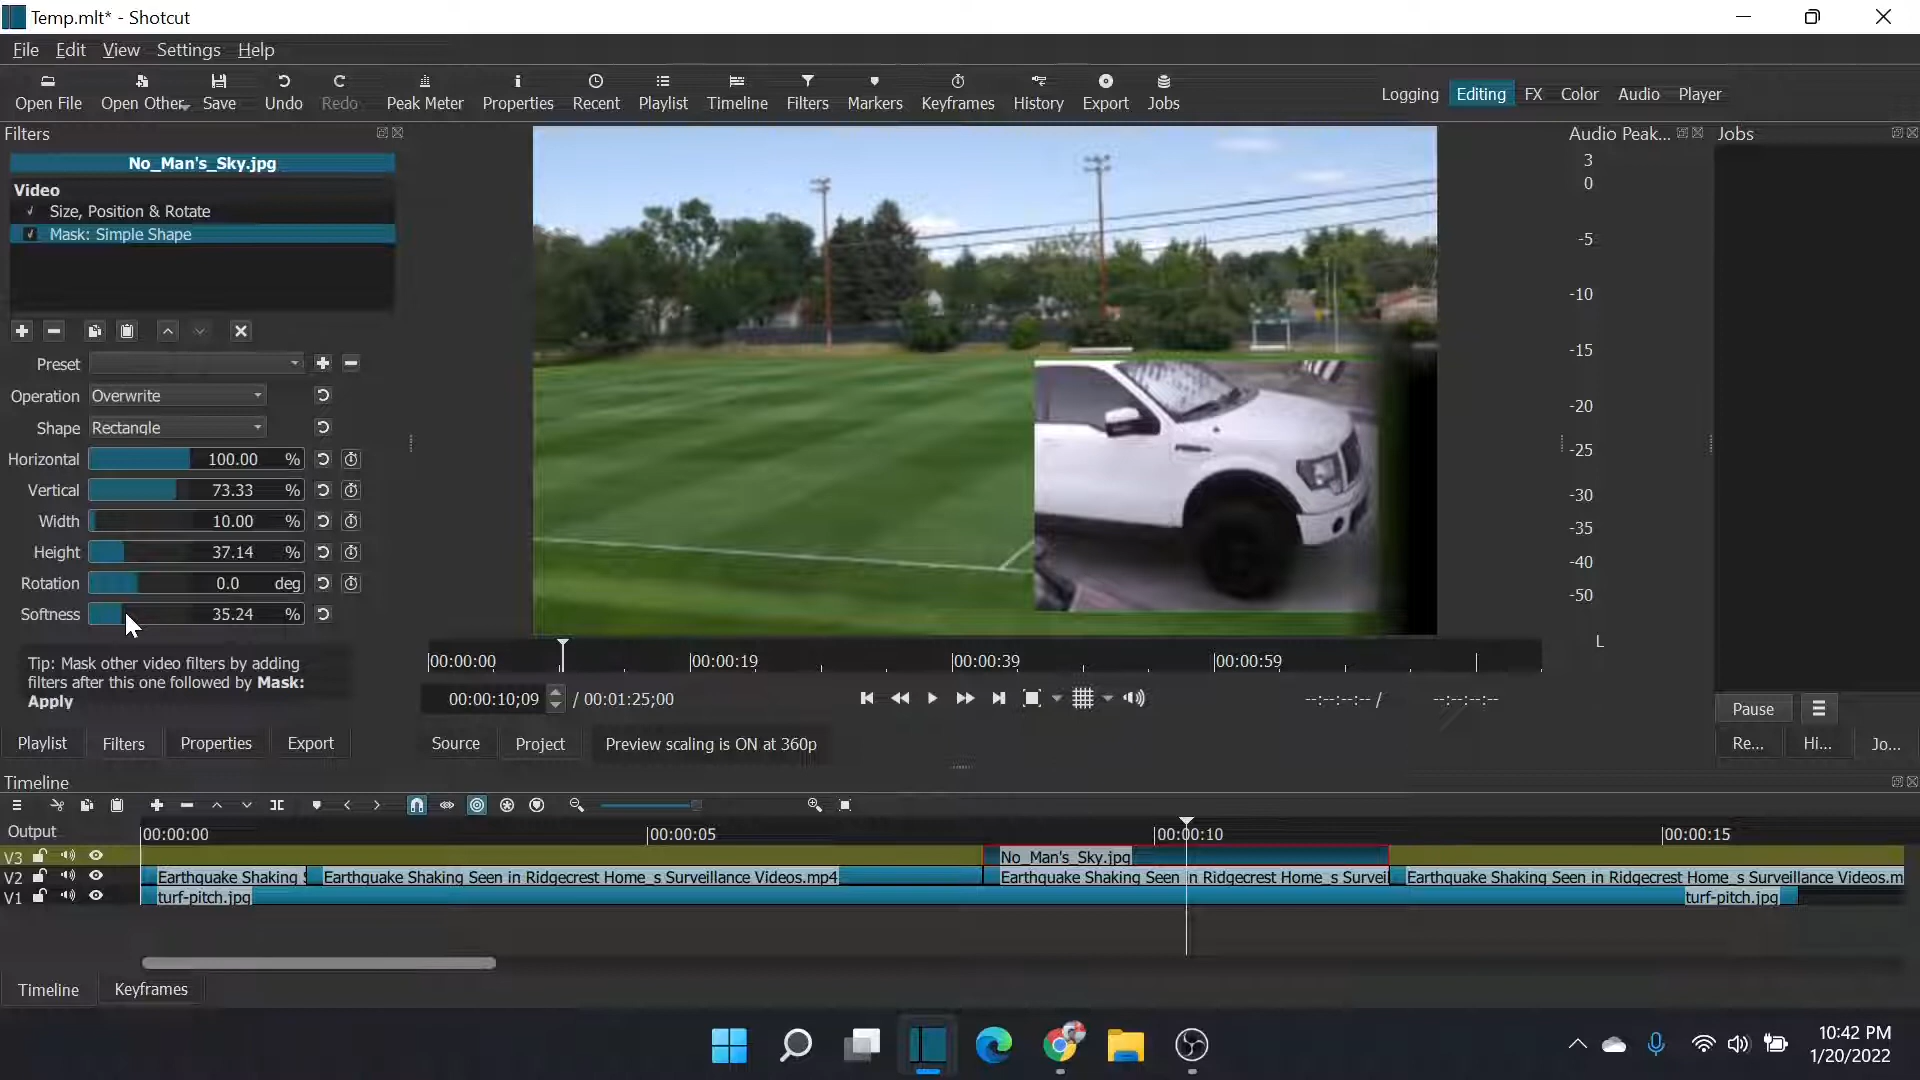 Temp.mlt* - Shotcut
File Edit View Settings Help
Open File Open Other Save Undo Redo Peak Meter Properties Recent Playlist Timeline Filters Markers Keyframes History Export Jobs
Logging Editing FX Color Audio Player
Filters
Audio Peak...
Jobs
No_Man's_Sky.jpg
Video
Size, Position & Rotate
Mask: Simple Shape
Preset
Operation Overwrite
Shape Rectangle
Horizontal 100.00 %
Vertical 73.33 %
Width 10.00 %
Height 37.14 %
Rotation 0.0 deg
Softness 35.24 %
Tip: Mask other video filters by adding
filters after this one followed by Mask:
Apply
Playlist Filters Properties Export
3
0
-5
-10
-15
-20
-25
-30
-35
-40
-50
L
00:00:00 00:00:19 00:00:39 00:00:59
00:00:10;09 / 00:01:25;00
--:--:--:-- / --:--:--:--
Source Project Preview scaling is ON at 360p
Pause
Re... Hi... Jo...
Timeline
Output
00:00:00 00:00:05 00:00:10 00:00:15
V3 No_Man's_Sky.jpg
V2 Earthquake Shaking S Earthquake Shaking Seen in Ridgecrest Home_s Surveillance Videos.mp4 Earthquake Shaking Seen in Ridgecrest Home_s Survei Earthquake Shaking Seen in Ridgecrest Home_s Surveillance Videos.m
V1 turf-pitch.jpg turf-pitch.jpg
Timeline Keyframes
10:42 PM
1/20/2022